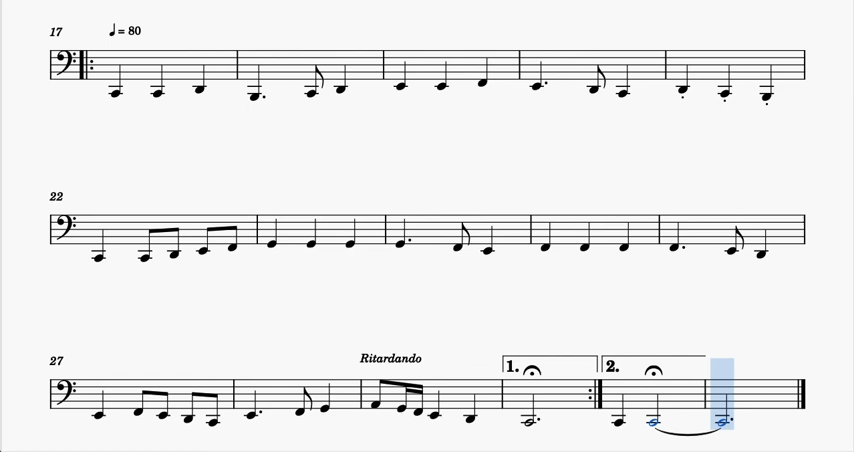 17
♩ = 80
22
27
Ritardando
1.
2.